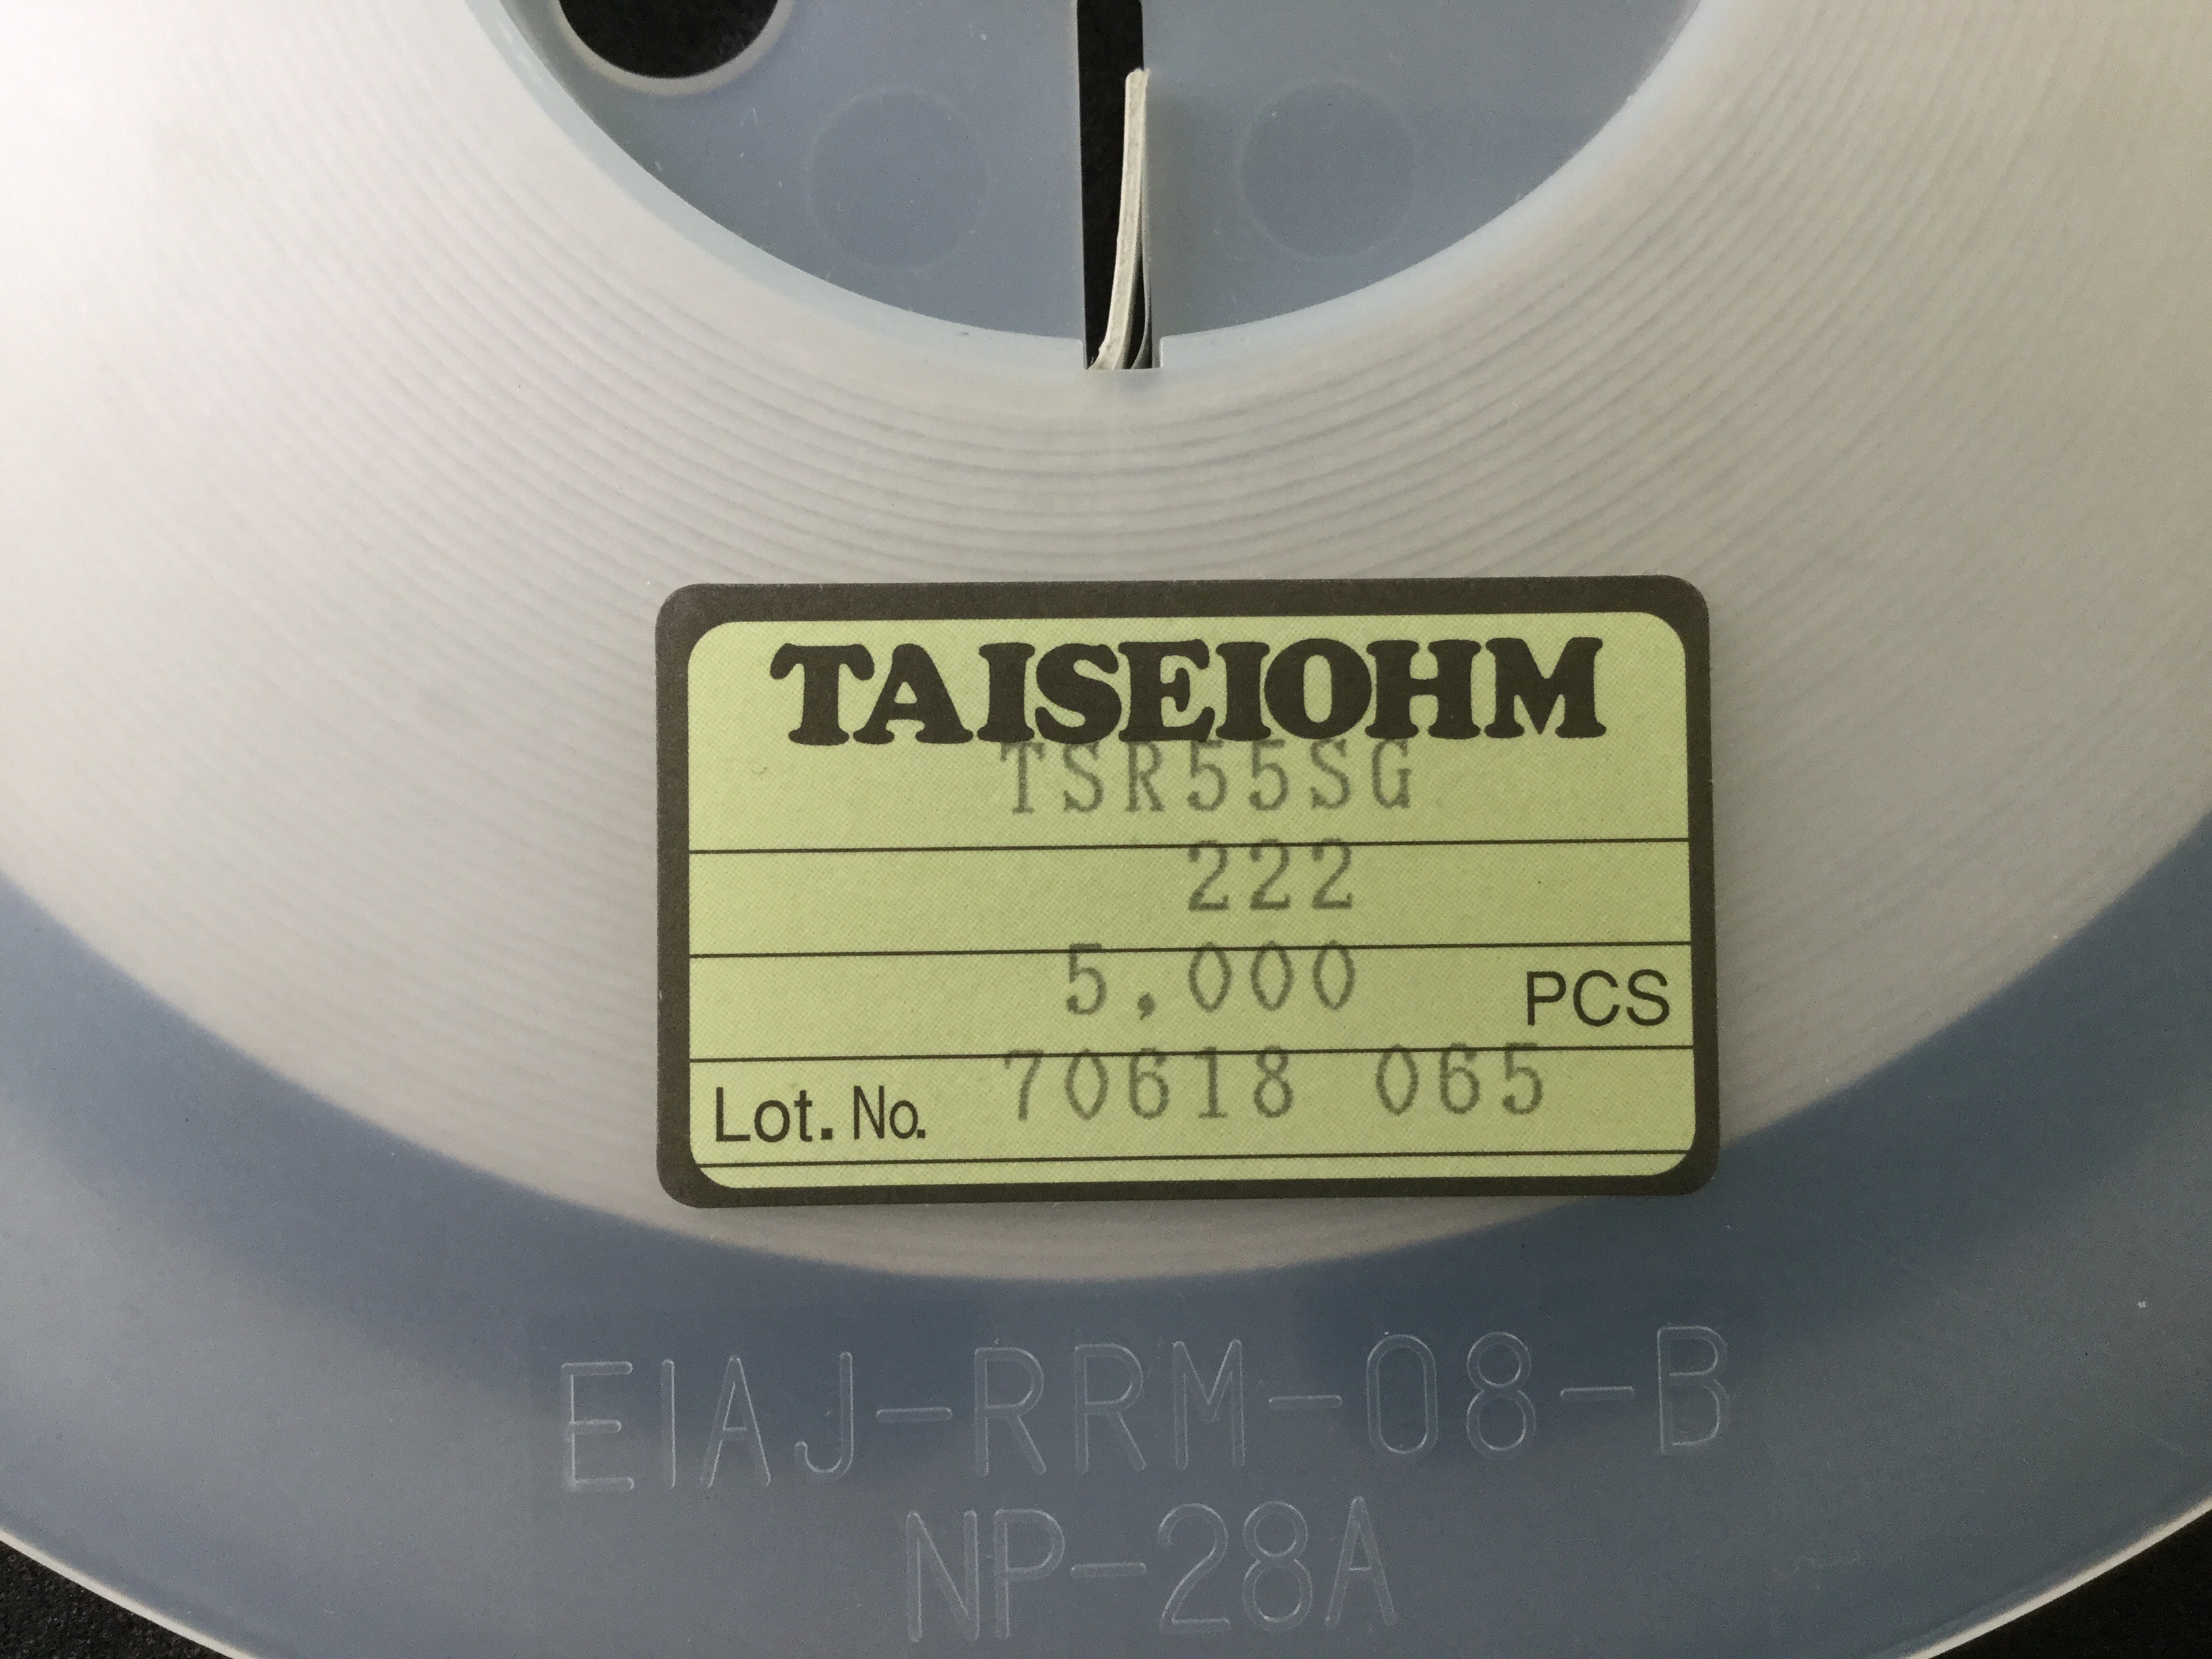 TAISEIOHM
TSR55SG
222
5,000 PCS
Lot. No. 70618 065
EIAJ-RRM-08-B
NP-28A